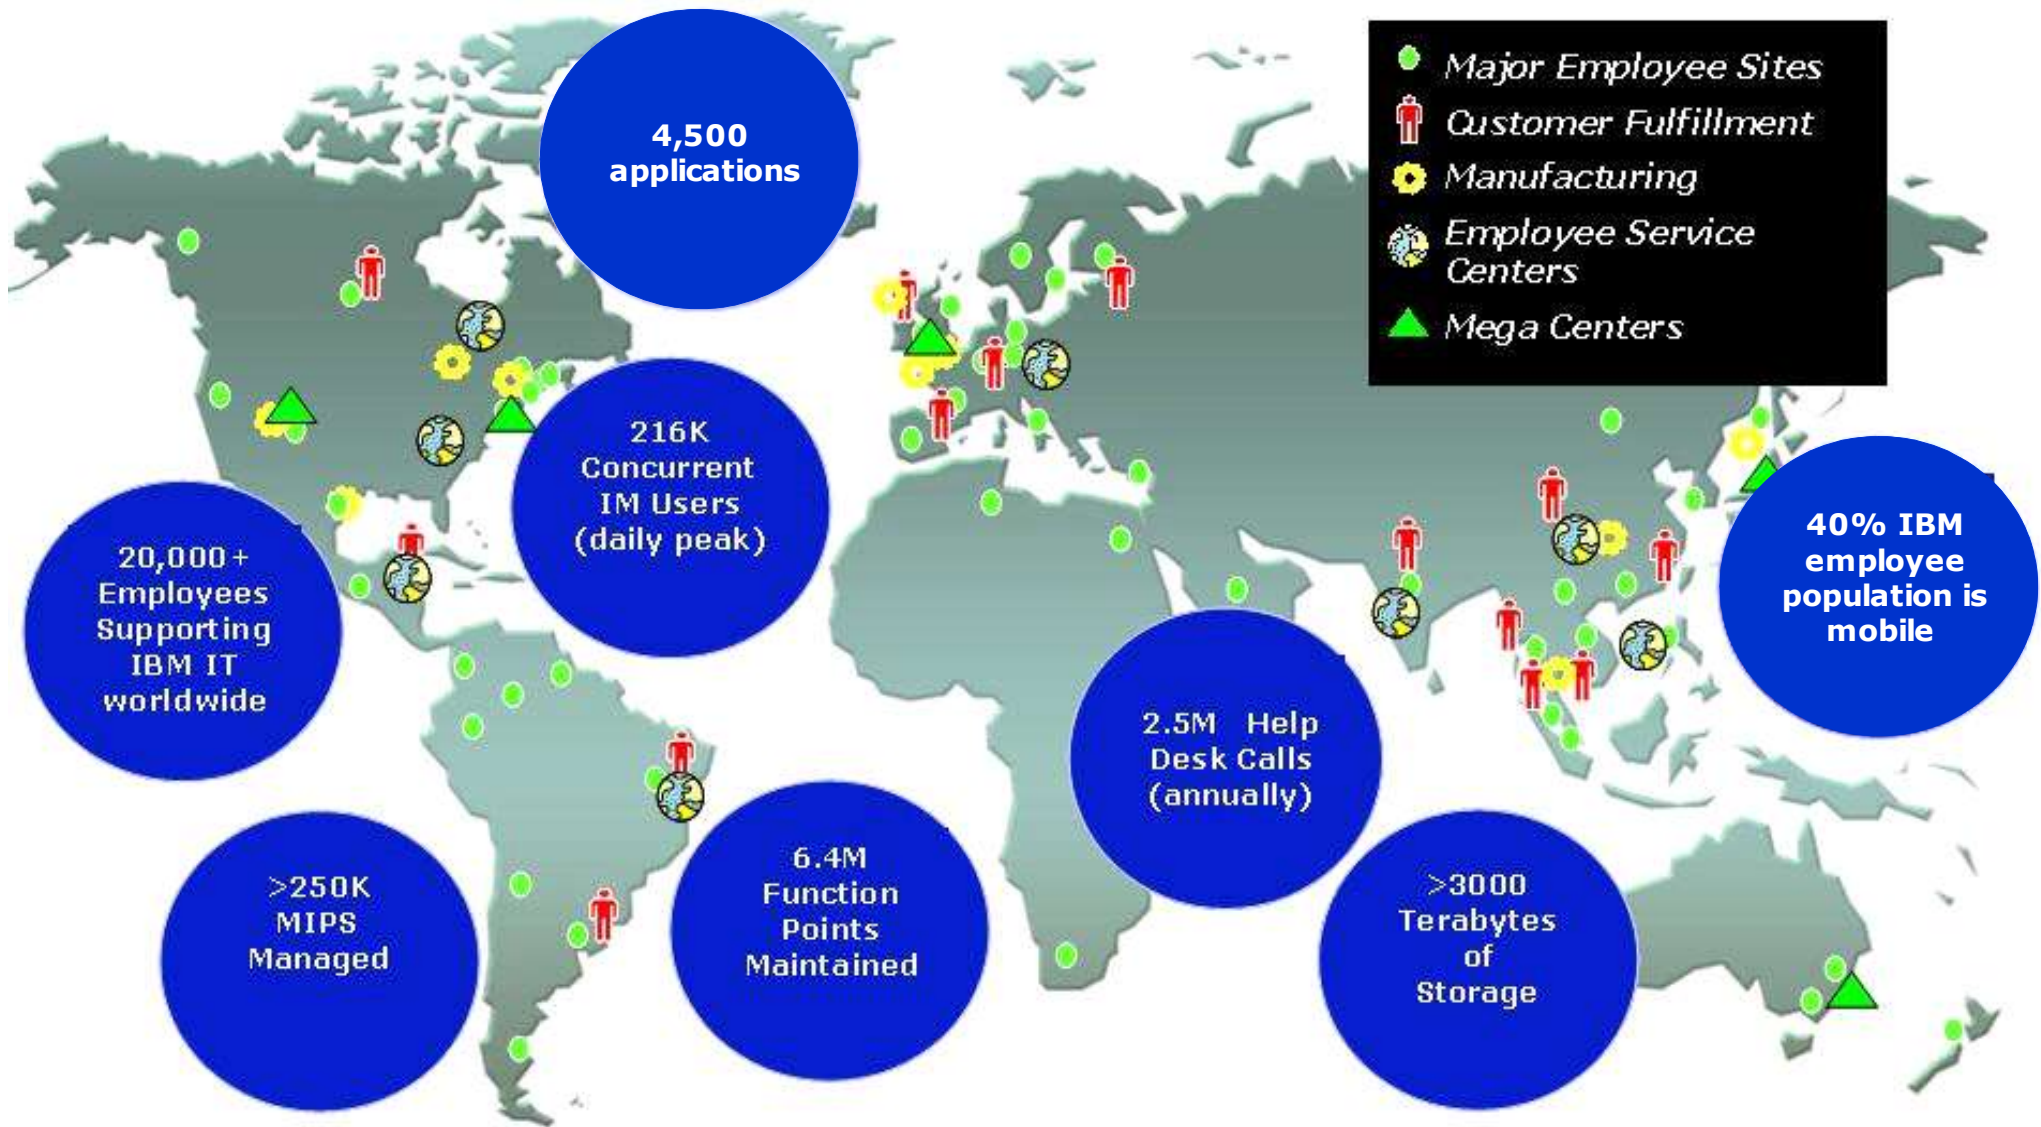 4,500
applications
Major Employee Sites
Customer Fulfillment
Manufacturing
Employee Service
Centers
Mega Centers
216K
Concurrent
IM Users
(daily peak)
20,000+
Employees
Supporting
IBM IT
worldwide
40% IBM
employee
population is
mobile
2.5M Help
Desk Calls
(annually)
>250K
MIPS
Managed
6.4M
Function
Points
Maintained
>3000
Terabytes
of
Storage